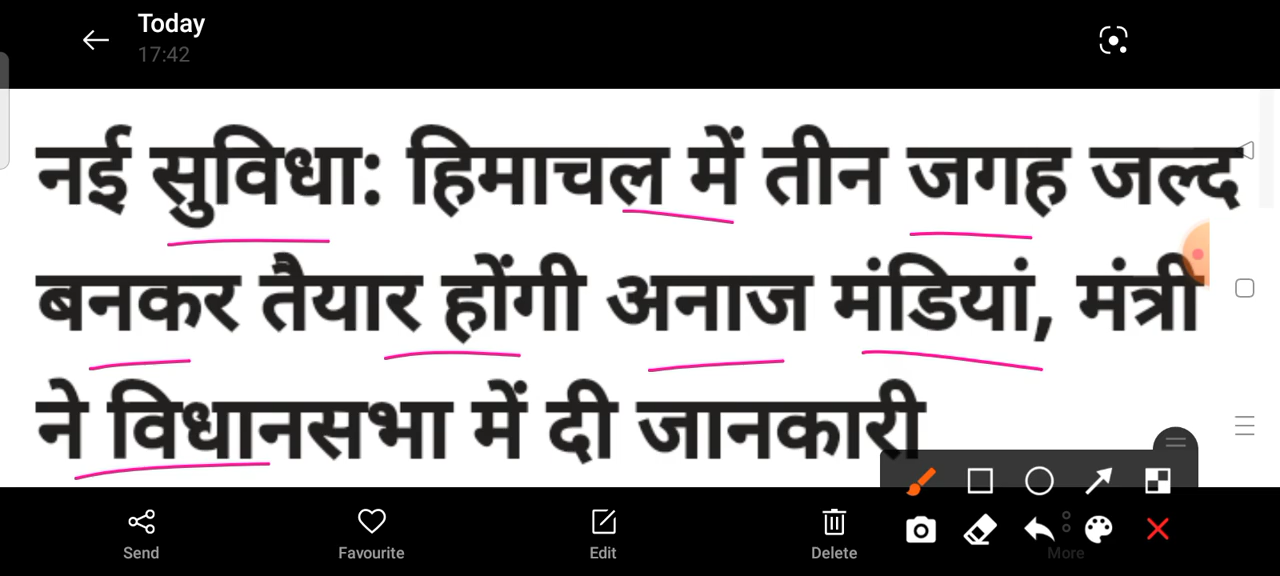 Today
17:42
नई सुविधा: हिमाचल में तीन जगह जल्द
बनकर तैयार होंगी अनाज मंडियां, मंत्री
ने विधानसभा में दी जानकारी
Send Favourite Edit Delete More